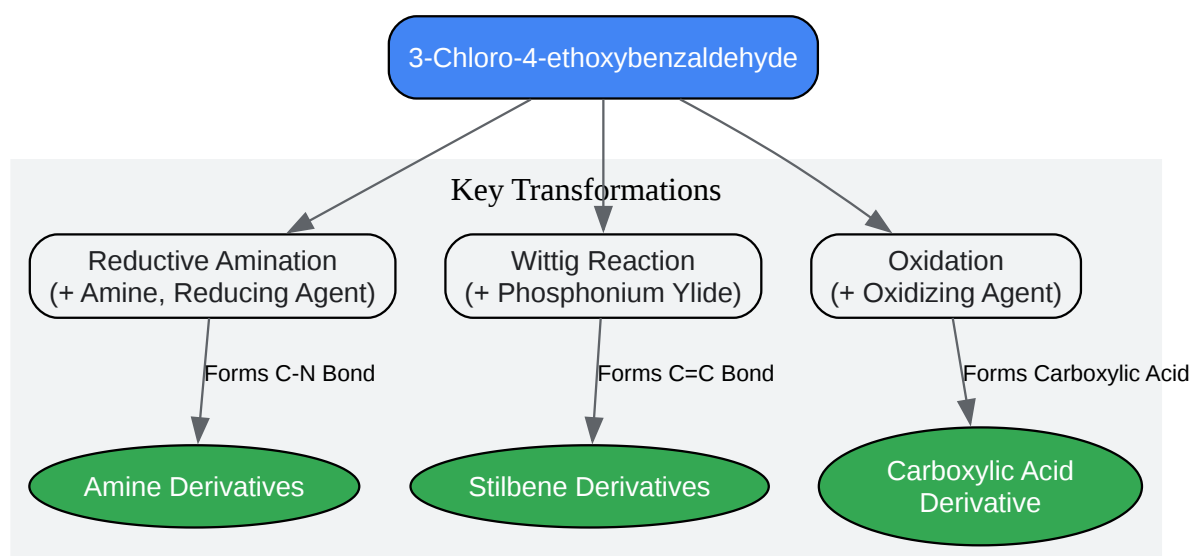 3-Chloro-4-ethoxybenzaldehyde
Key Transformations
Reductive Amination
(+ Amine, Reducing Agent)
Wittig Reaction
(+ Phosphonium Ylide)
Oxidation
(+ Oxidizing Agent)
Forms C-N Bond
Forms C=C Bond
Forms Carboxylic Acid
Amine Derivatives
Stilbene Derivatives
Carboxylic Acid
Derivative